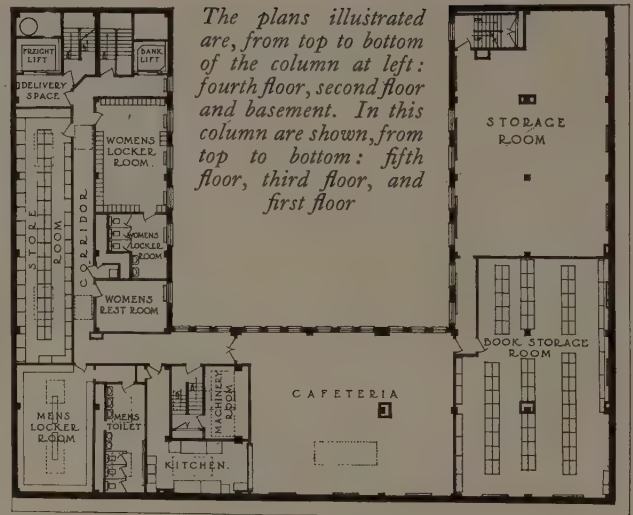 The plans illustrated
are, from top to bottom
of the column at left:
fourth floor, second floor
and basement. In this
column are shown, from
top to bottom: fifth
floor, third floor, and
first floor
FREIGHT
LIFT
BANK
LIFT
DELIVERY
SPACE
WOMENS
LOCKER
ROOM.
STORE
ROOM
CORRIDOR
WOMENS
LOCKER
ROOM
WOMENS
REST ROOM
MENS
LOCKER
ROOM
MENS
TOILET
MACHINERY
ROOM
KITCHEN.
CAFETERIA
STORAGE
ROOM
BOOK STORAGE
ROOM